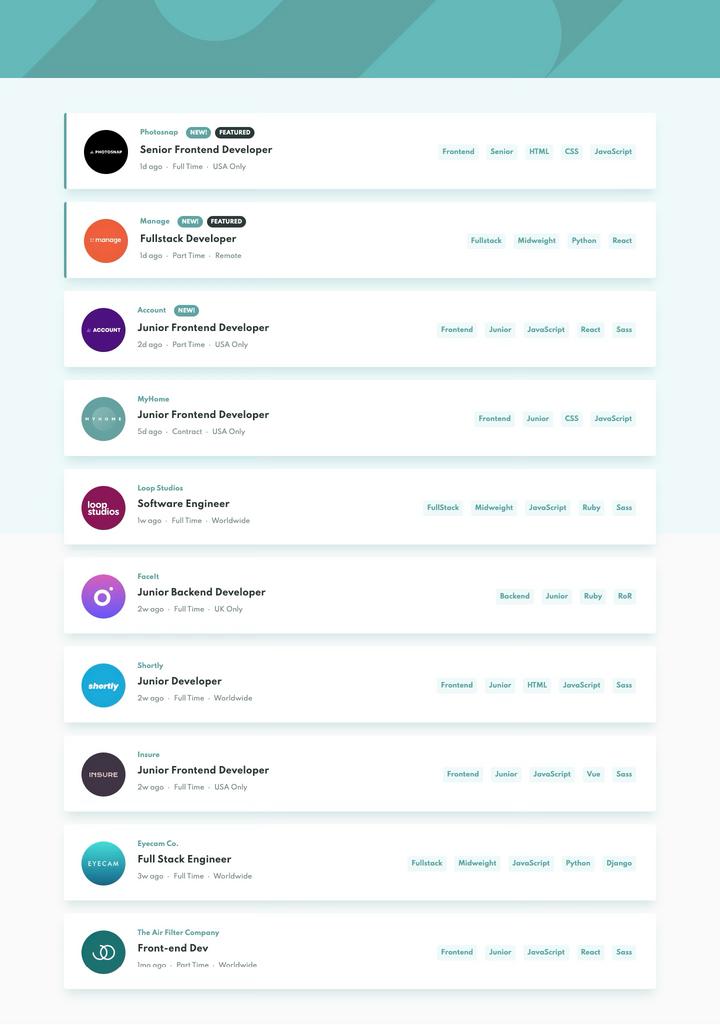 PHOTOSNAP
Photosnap NEW! FEATURED
Senior Frontend Developer
1d ago · Full Time · USA Only
Frontend Senior HTML CSS JavaScript
manage
Manage NEW! FEATURED
Fullstack Developer
1d ago · Part Time · Remote
Fullstack Midweight Python React
ACCOUNT
Account NEW!
Junior Frontend Developer
2d ago · Part Time · USA Only
Frontend Junior JavaScript React Sass
MYHOME
MyHome
Junior Frontend Developer
5d ago · Contract · USA Only
Frontend Junior CSS JavaScript
loop
studios
Loop Studios
Software Engineer
1w ago · Full Time · Worldwide
FullStack Midweight JavaScript Ruby Sass
FaceIt
Junior Backend Developer
2w ago · Full Time · UK Only
Backend Junior Ruby RoR
shortly
Shortly
Junior Developer
2w ago · Full Time · Worldwide
Frontend Junior HTML JavaScript Sass
INSURE
Insure
Junior Frontend Developer
2w ago · Full Time · USA Only
Frontend Junior JavaScript Vue Sass
EYECAM
Eyecam Co.
Full Stack Engineer
3w ago · Full Time · Worldwide
Fullstack Midweight JavaScript Python Django
The Air Filter Company
Front-end Dev
1mo ago · Part Time · Worldwide
Frontend Junior JavaScript React Sass